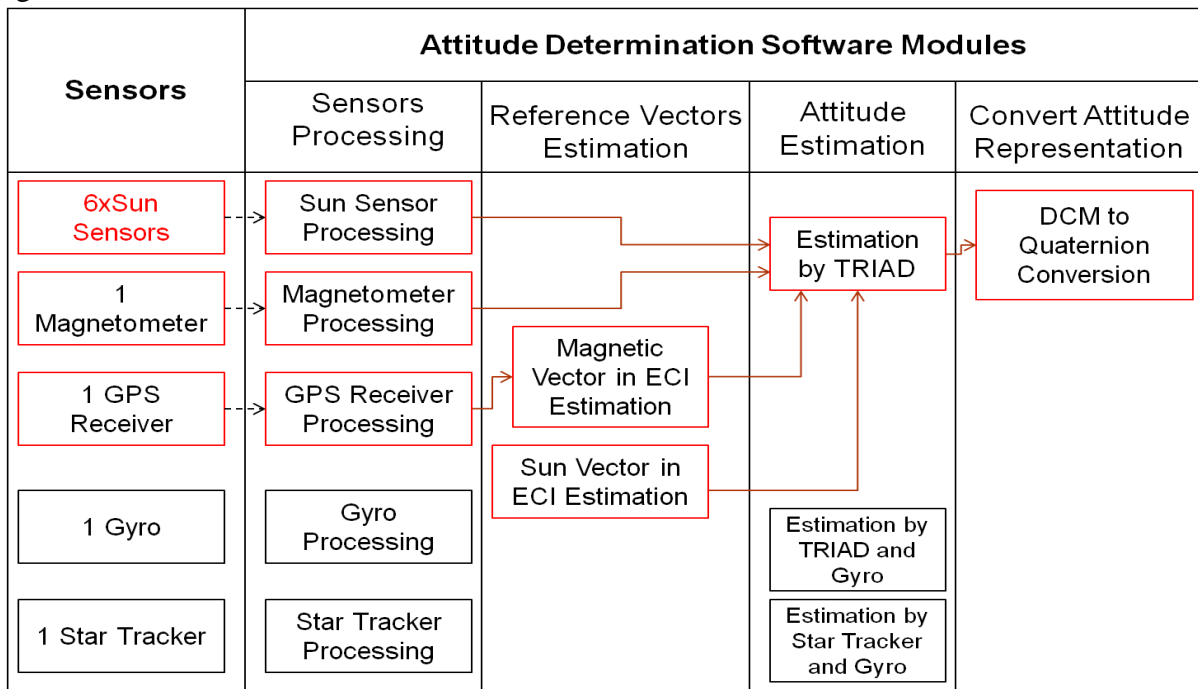 Attitude Determination Software Modules
Sensors
Sensors
Processing
Reference Vectors
Estimation
Attitude
Estimation
Convert Attitude
Representation
6xSun
Sensors
Sun Sensor
Processing
Estimation
by TRIAD
DCM to
Quaternion
Conversion
1
Magnetometer
Magnetometer
Processing
Magnetic
Vector in ECI
Estimation
1 GPS
Receiver
GPS Receiver
Processing
Sun Vector in
ECI Estimation
1 Gyro
Gyro
Processing
Estimation by
TRIAD and
Gyro
1 Star Tracker
Star Tracker
Processing
Estimation by
Star Tracker
and Gyro